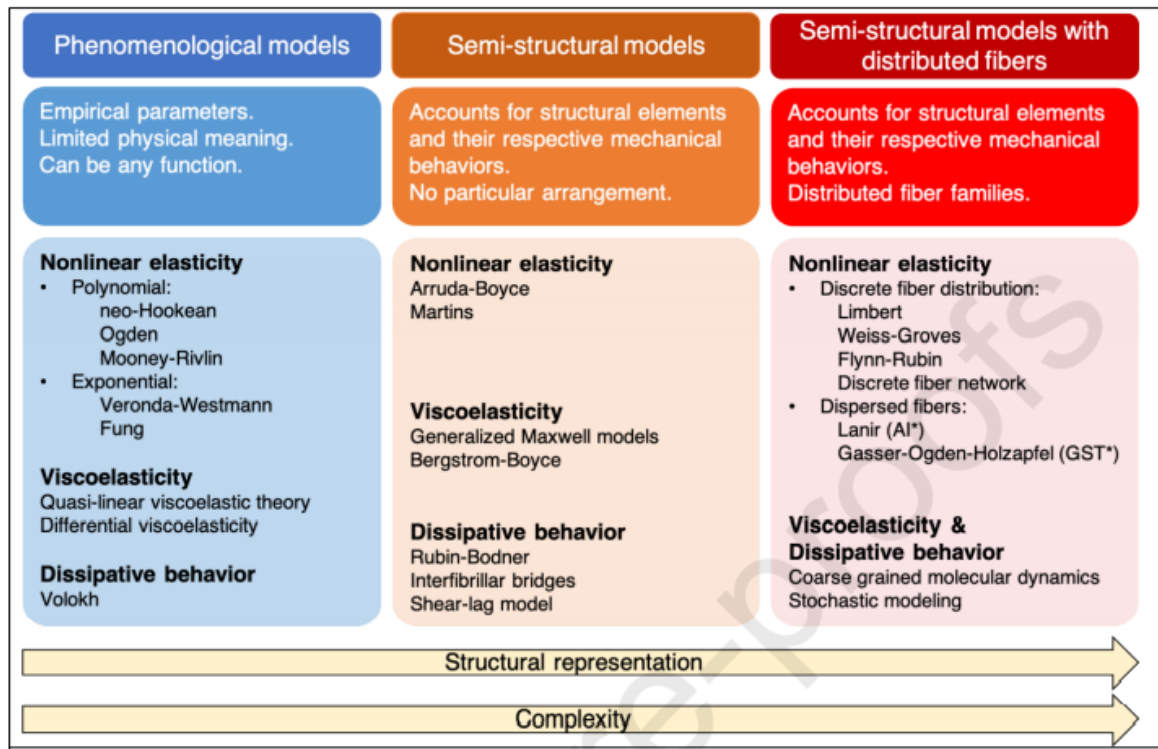 Phenomenological models
Empirical parameters.
Limited physical meaning.
Can be any function.
Nonlinear elasticity
• Polynomial:
neo-Hookean
Ogden
Mooney-Rivlin
• Exponential:
Veronda-Westmann
Fung
Viscoelasticity
Quasi-linear viscoelastic theory
Differential viscoelasticity
Dissipative behavior
Volokh
Semi-structural models
Accounts for structural elements
and their respective mechanical
behaviors.
No particular arrangement.
Nonlinear elasticity
Arruda-Boyce
Martins
Viscoelasticity
Generalized Maxwell models
Bergstrom-Boyce
Dissipative behavior
Rubin-Bodner
Interfibrillar bridges
Shear-lag model
Semi-structural models with
distributed fibers
Accounts for structural elements
and their respective mechanical
behaviors.
Distributed fiber families.
Nonlinear elasticity
• Discrete fiber distribution:
Limbert
Weiss-Groves
Flynn-Rubin
Discrete fiber network
• Dispersed fibers:
Lanir (AI*)
Gasser-Ogden-Holzapfel (GST*)
Viscoelasticity &
Dissipative behavior
Coarse grained molecular dynamics
Stochastic modeling
Structural representation
Complexity
re-proofs